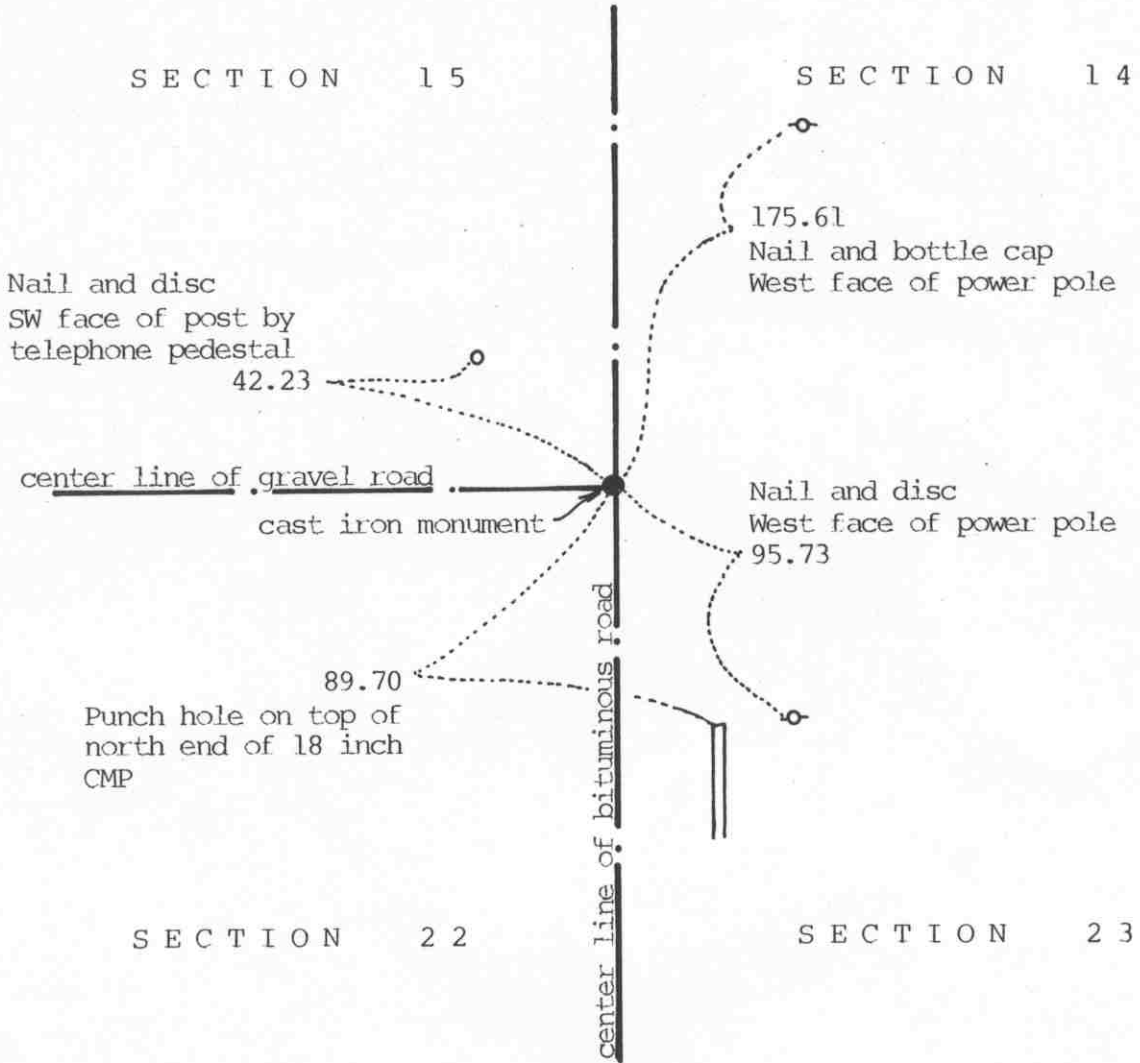 SECTION 15
SECTION 14
175.61
Nail and bottle cap
West face of power pole
Nail and disc
SW face of post by
telephone pedestal
42.23
center line of gravel road
cast iron monument
Nail and disc
West face of power pole
95.73
center line of bituminous road
89.70
Punch hole on top of
north end of 18 inch
CMP
SECTION 22
SECTION 23